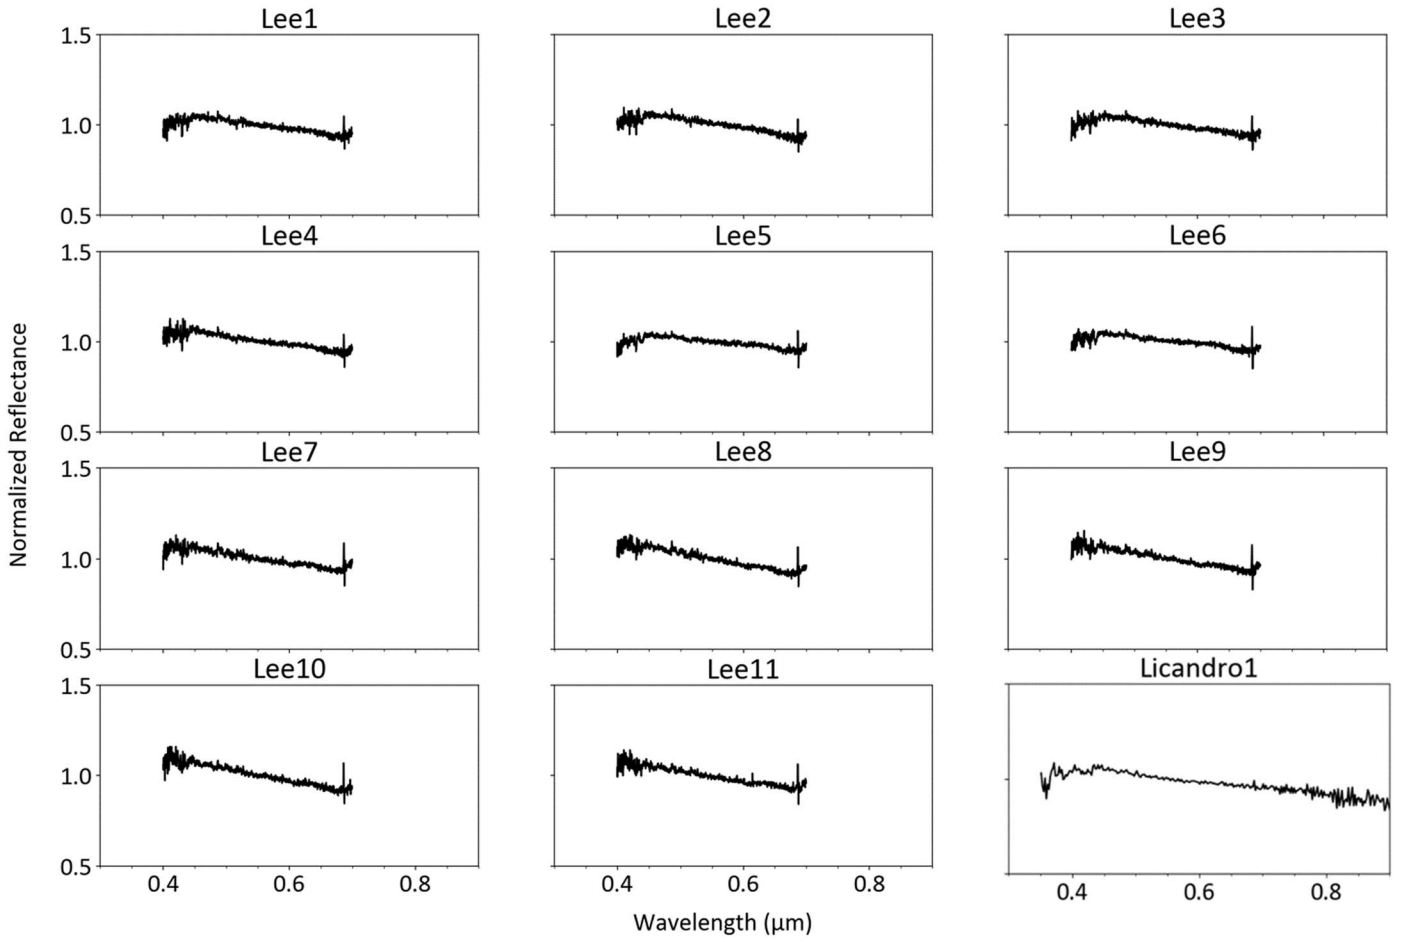 Lee1 Lee2 Lee3
1.5
1.0
0.5
Lee4 Lee5 Lee6
1.5
1.0
0.5
Lee7 Lee8 Lee9
1.5
1.0
0.5
Lee10 Lee11 Licandro1
1.5
1.0
0.5
0.4 0.6 0.8 0.4 0.6 0.8 0.4 0.6 0.8
Wavelength (μm)
Normalized Reflectance